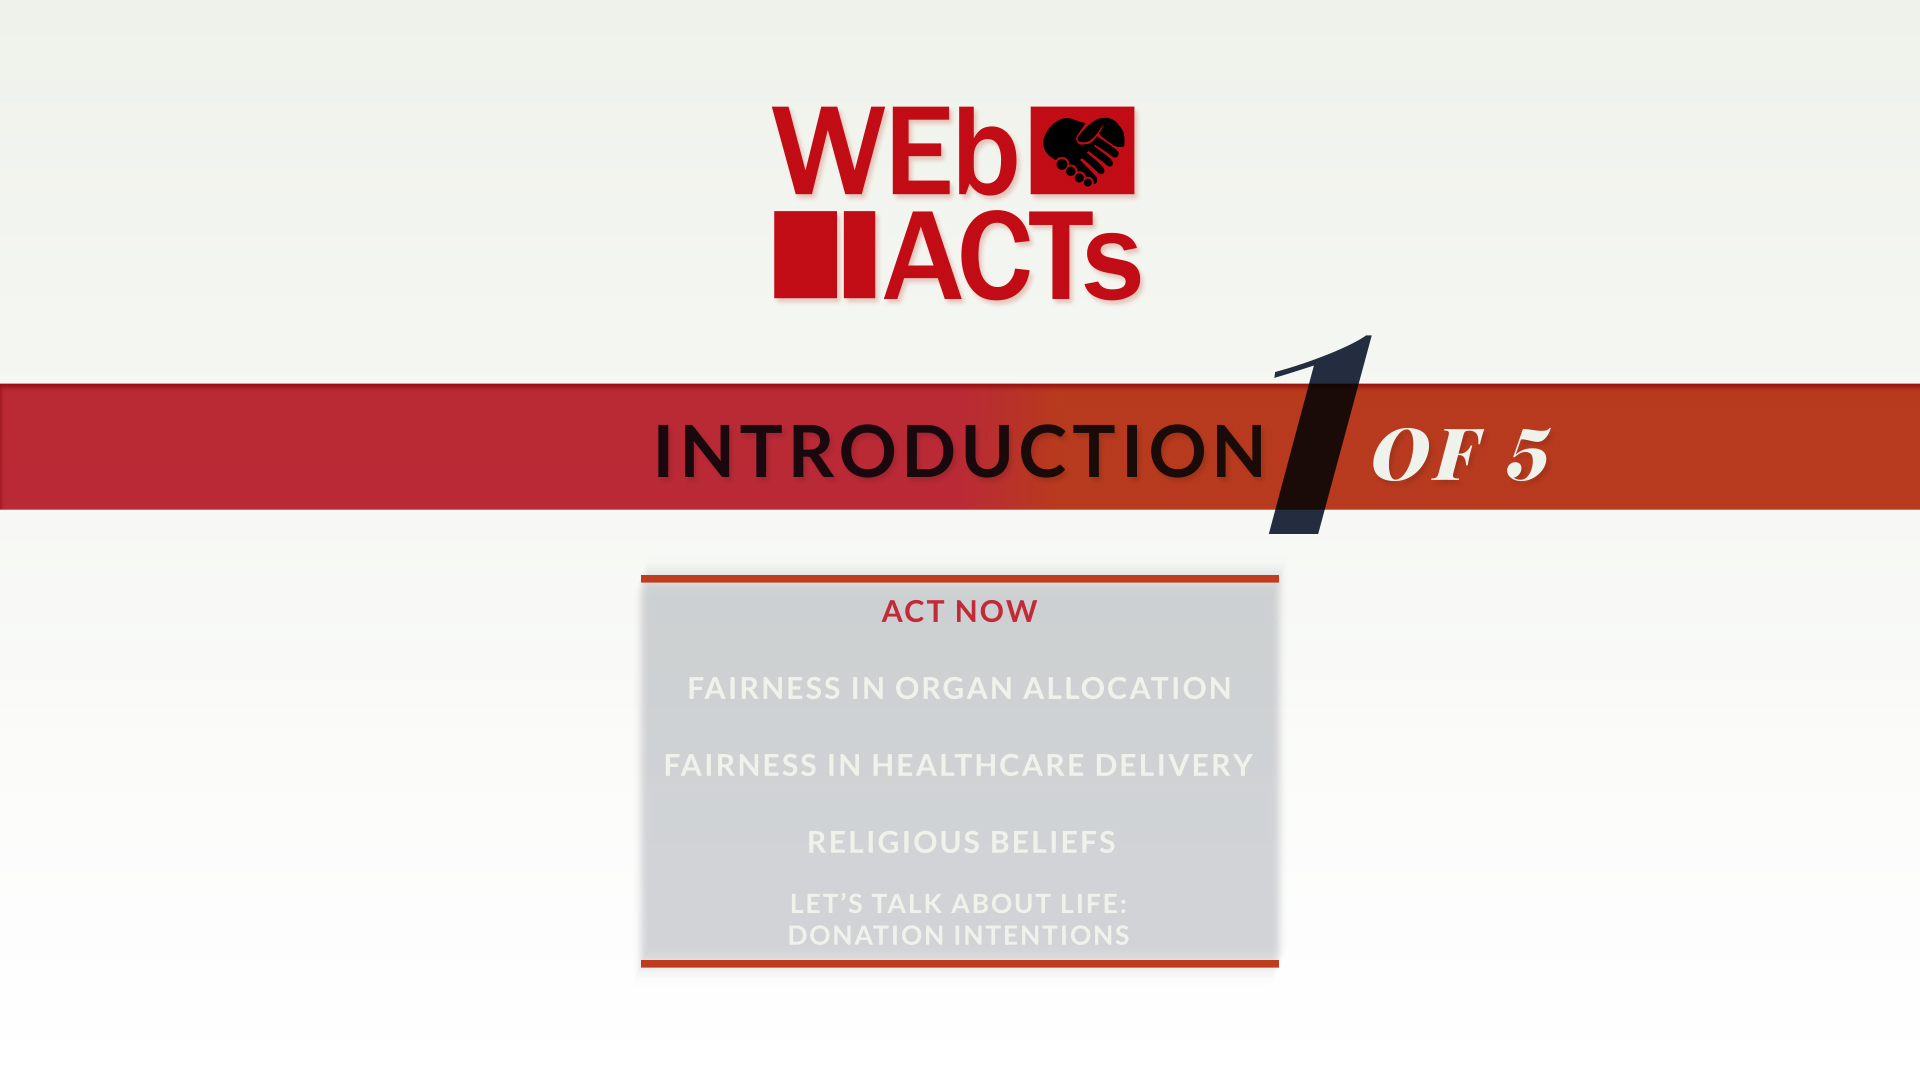 WEb
ACTs
INTRODUCTION 1 OF 5
ACT NOW
FAIRNESS IN ORGAN ALLOCATION
FAIRNESS IN HEALTHCARE DELIVERY
RELIGIOUS BELIEFS
LET’S TALK ABOUT LIFE:
DONATION INTENTIONS